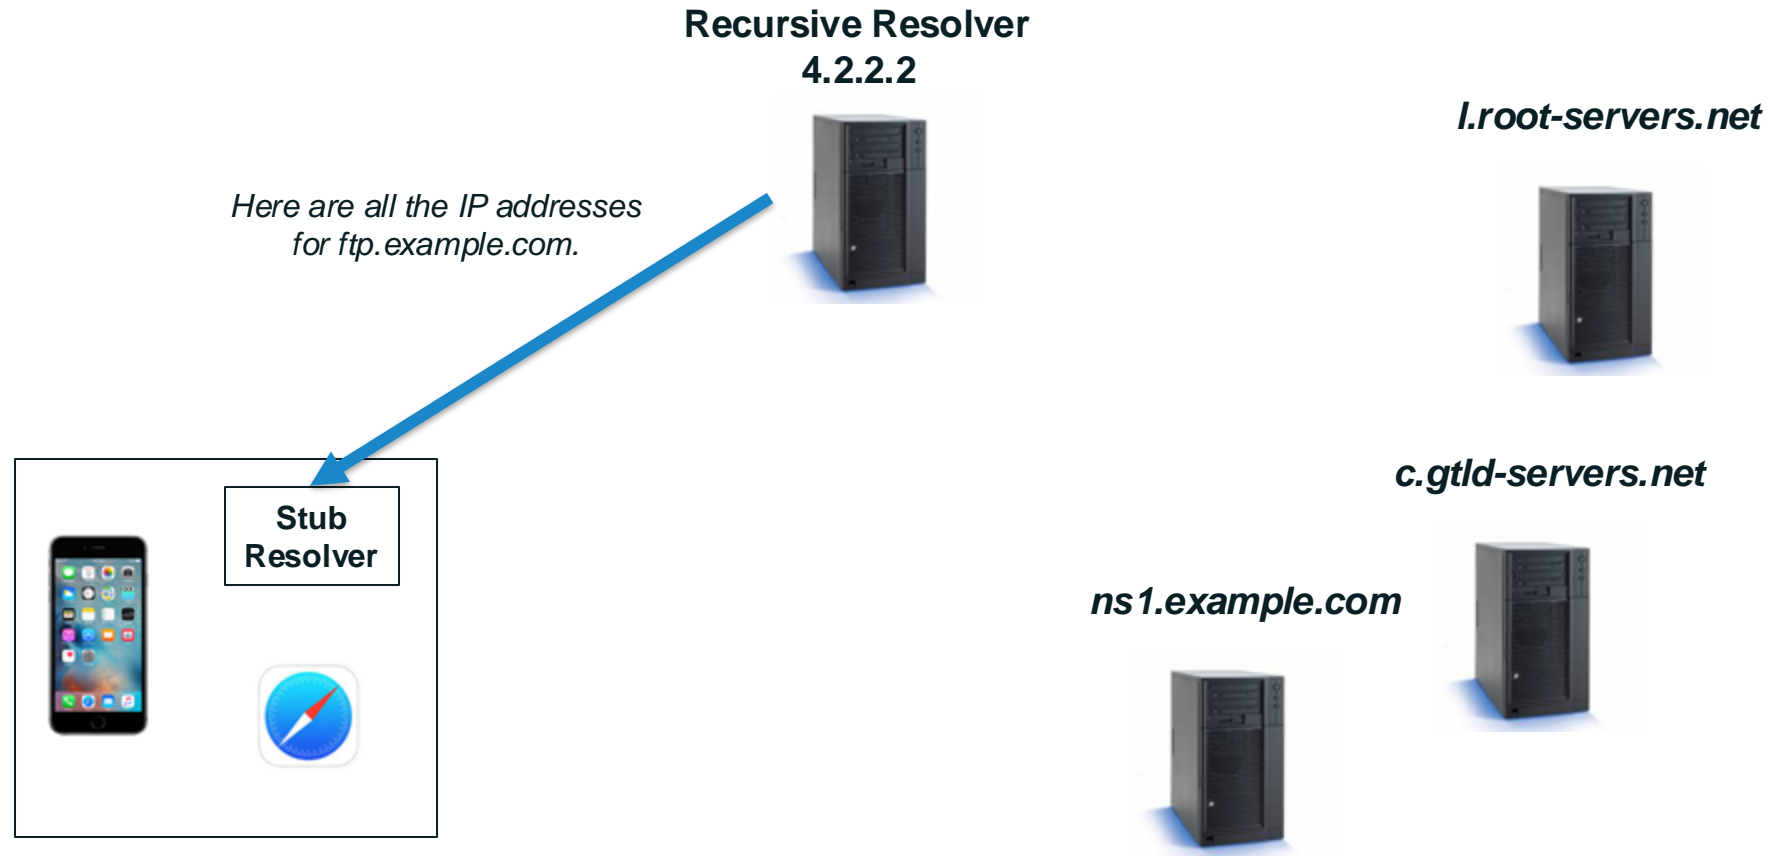 Recursive Resolver
4.2.2.2
l.root-servers.net
Here are all the IP addresses
for ftp.example.com.
c.gtld-servers.net
Stub
Resolver
ns1.example.com